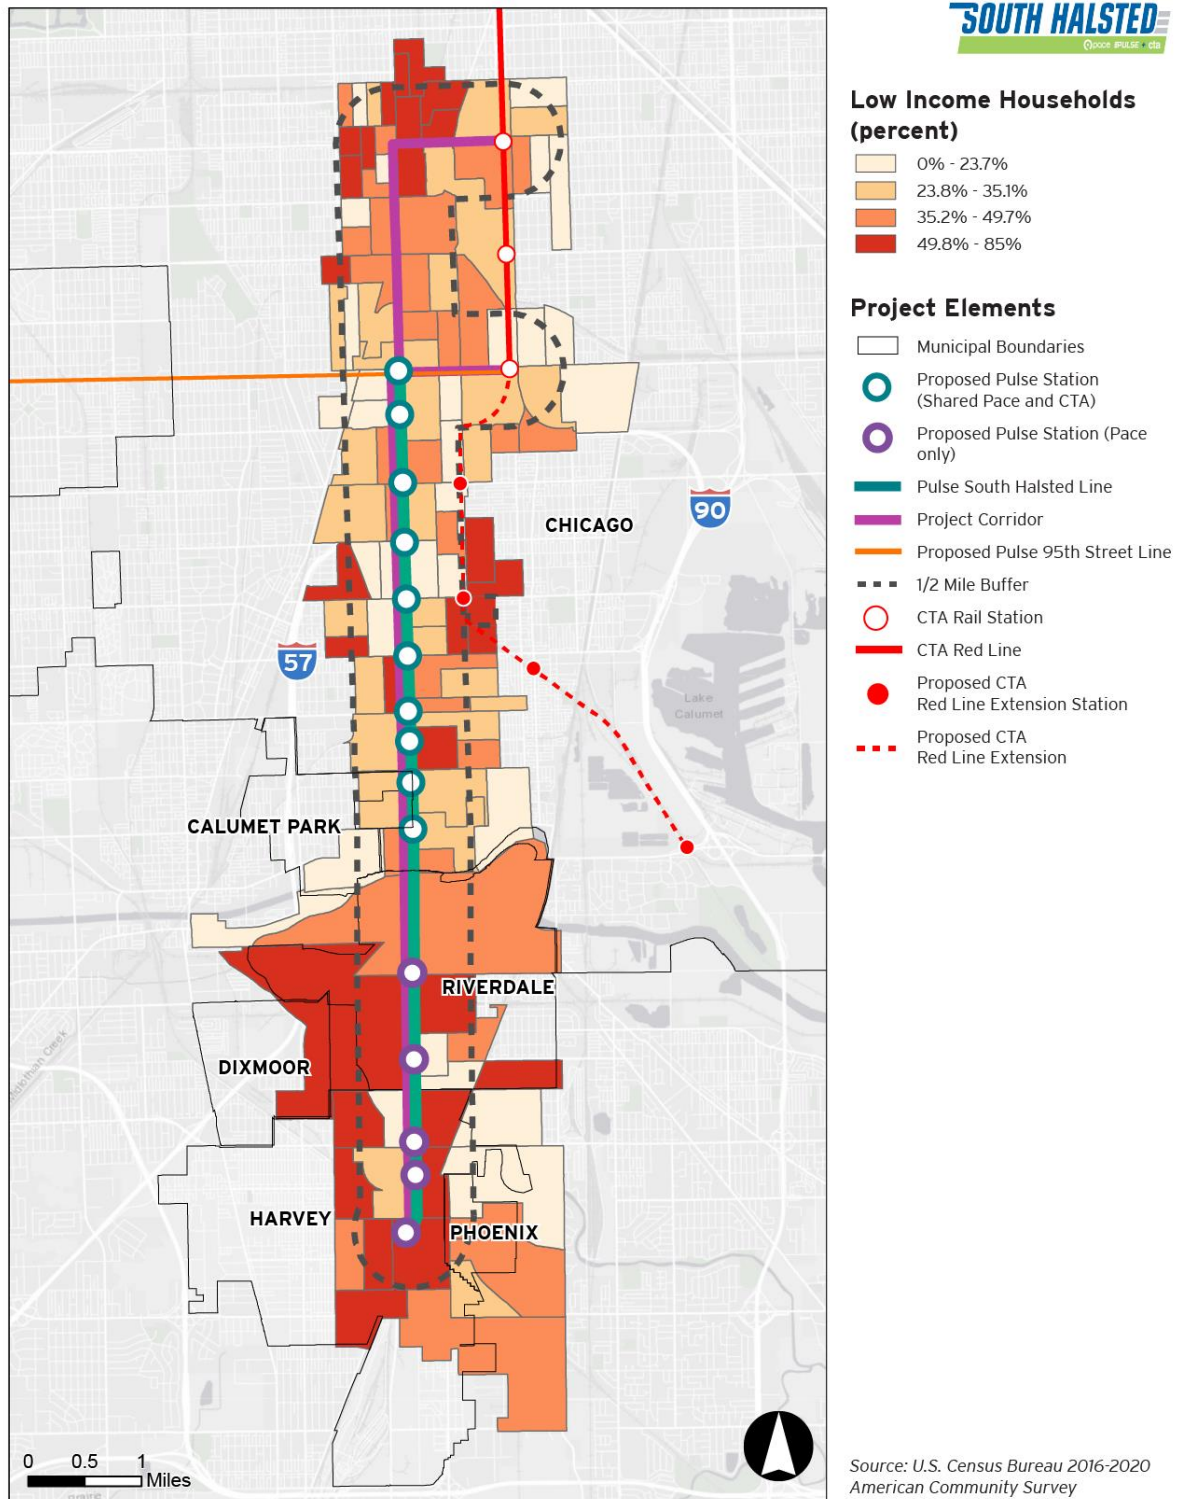 SOUTH HALSTED
pace PULSE + cta
Low Income Households
(percent)
0% - 23.7%
23.8% - 35.1%
35.2% - 49.7%
49.8% - 85%
Project Elements
Municipal Boundaries
Proposed Pulse Station
(Shared Pace and CTA)
Proposed Pulse Station (Pace
only)
Pulse South Halsted Line
Project Corridor
Proposed Pulse 95th Street Line
1/2 Mile Buffer
CTA Rail Station
CTA Red Line
Proposed CTA
Red Line Extension Station
Proposed CTA
Red Line Extension
CHICAGO
90
57
Lake
Calumet
CALUMET PARK
RIVERDALE
DIXMOOR
HARVEY
PHOENIX
0 0.5 1
Miles
Source: U.S. Census Bureau 2016-2020
American Community Survey